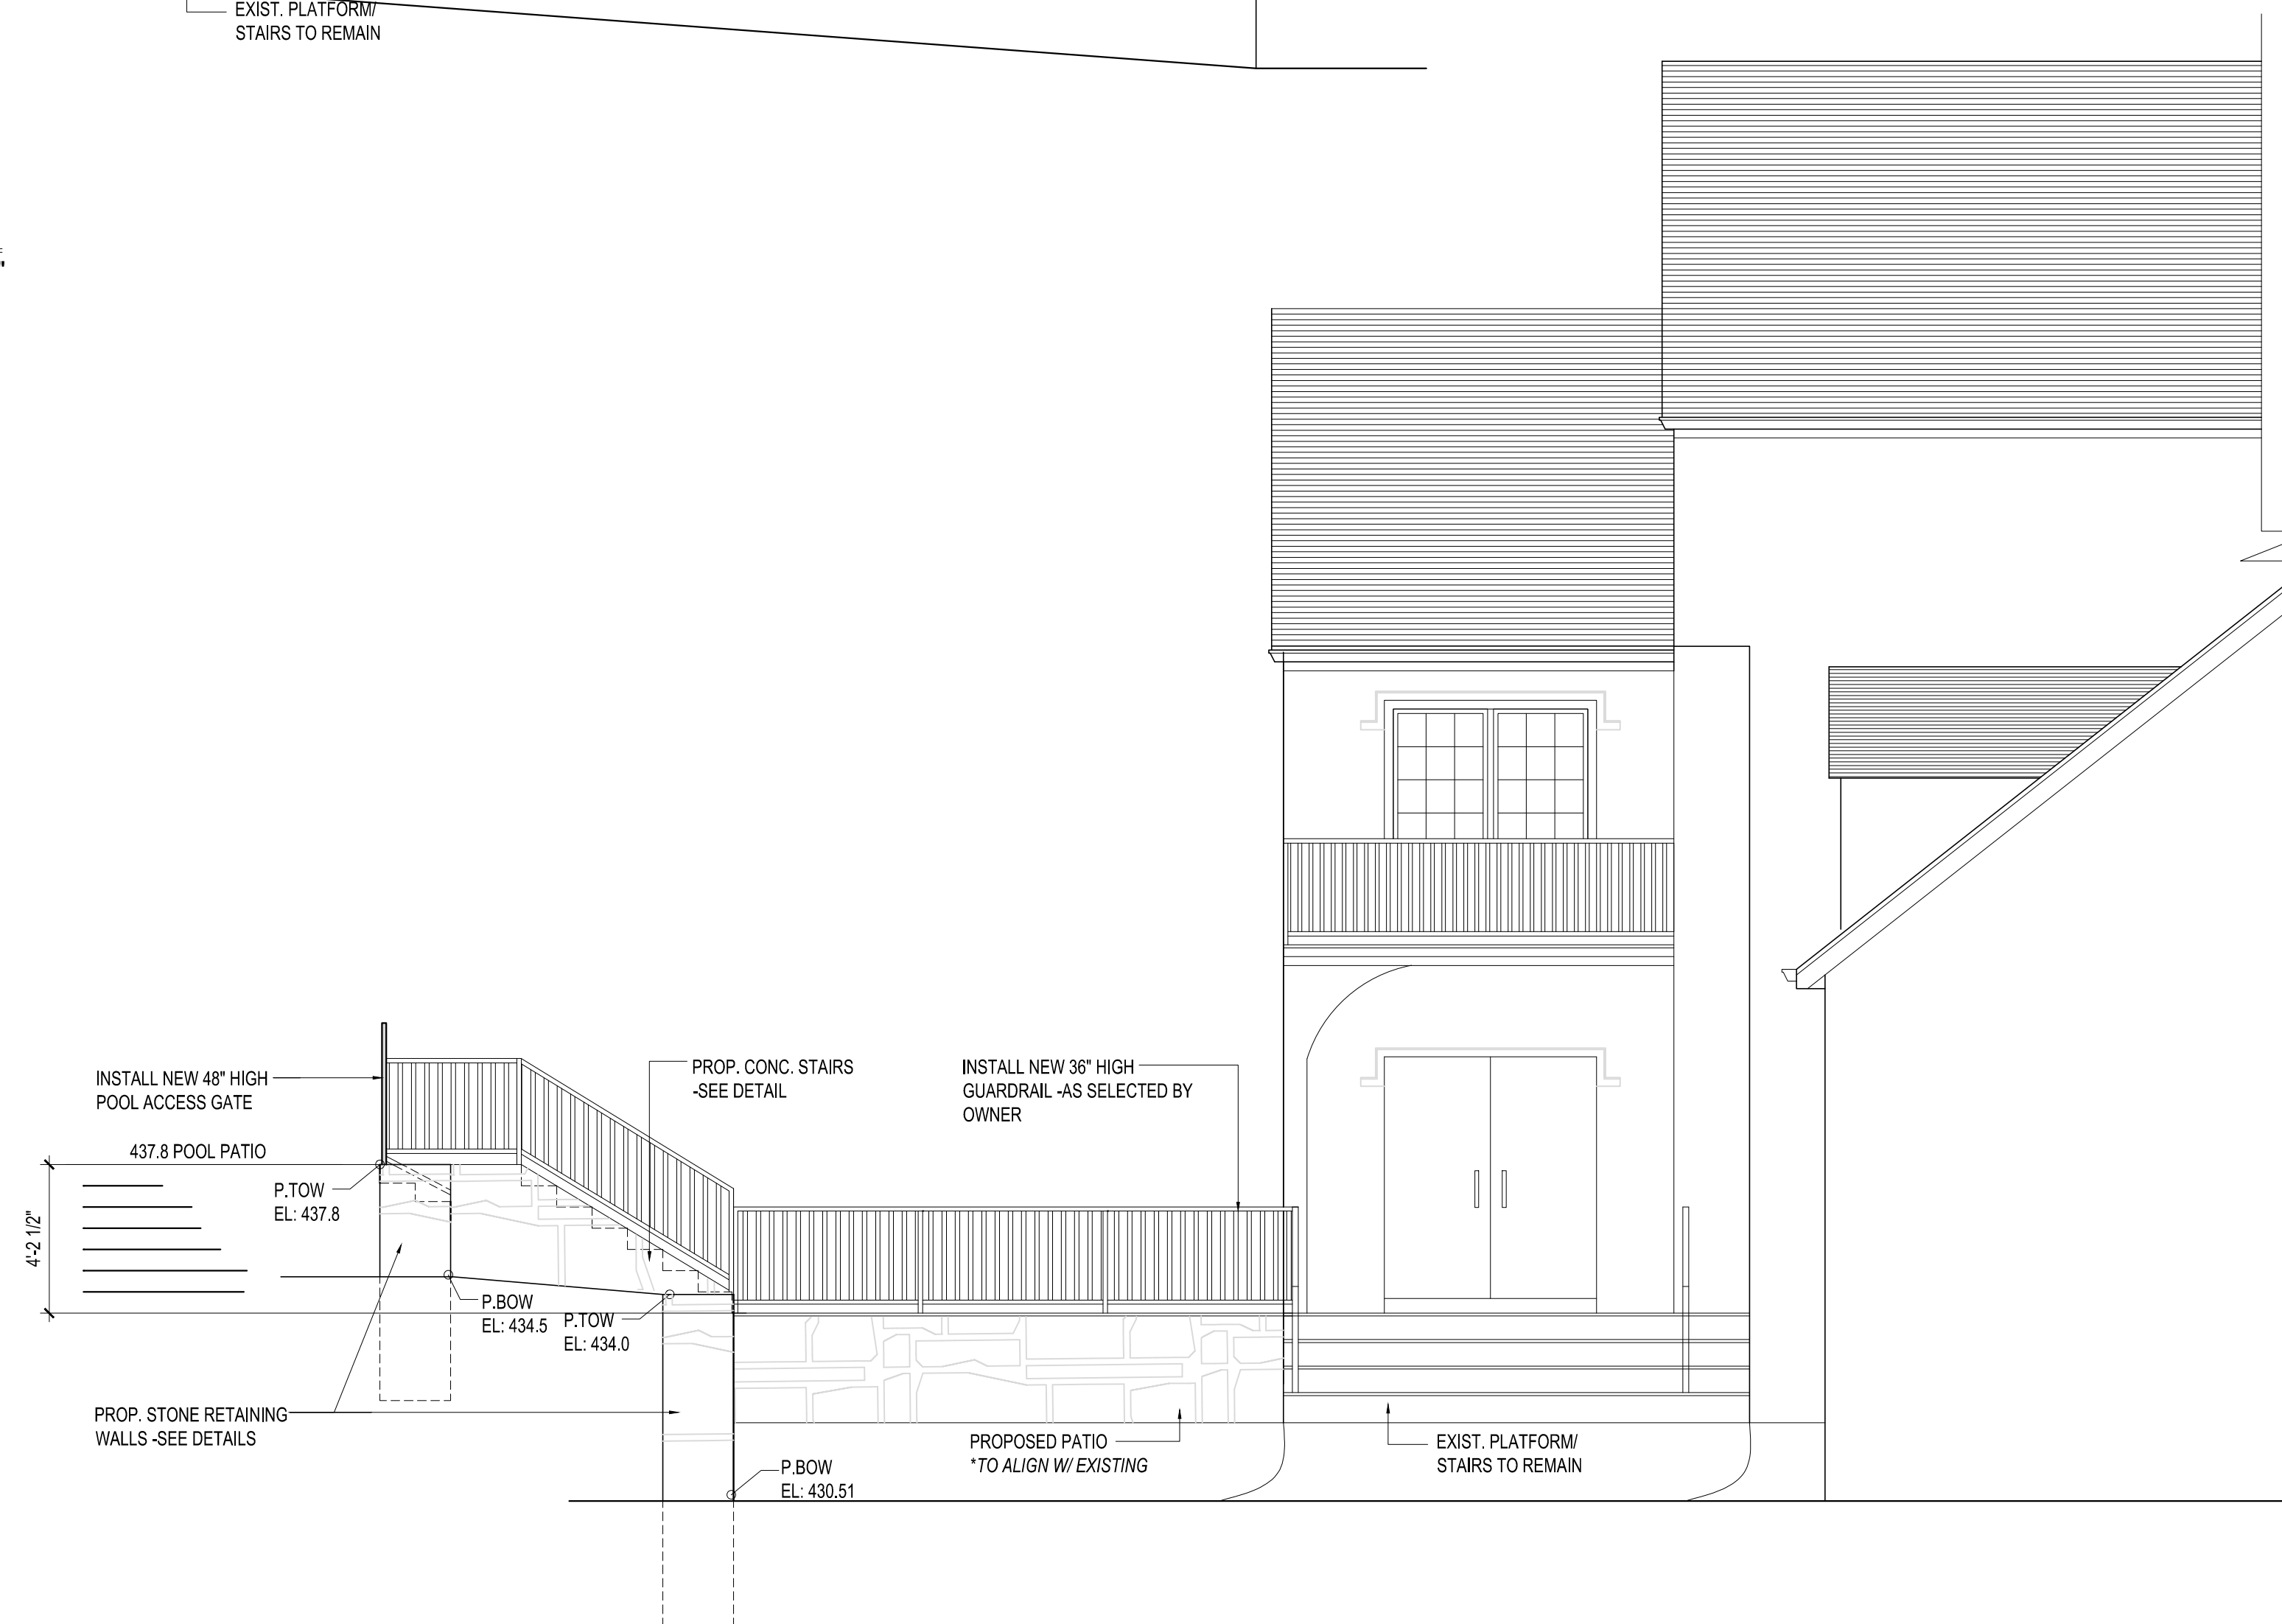 EXIST. PLATFORM/
STAIRS TO REMAIN
INSTALL NEW 48" HIGH
POOL ACCESS GATE
PROP. CONC. STAIRS
-SEE DETAIL
INSTALL NEW 36" HIGH
GUARDRAIL -AS SELECTED BY
OWNER
437.8 POOL PATIO
P.TOW
EL: 437.8
4'-2 1/2"
P.BOW
EL: 434.5
P.TOW
EL: 434.0
PROP. STONE RETAINING
WALLS -SEE DETAILS
PROPOSED PATIO
*TO ALIGN W/ EXISTING
EXIST. PLATFORM/
STAIRS TO REMAIN
P.BOW
EL: 430.51